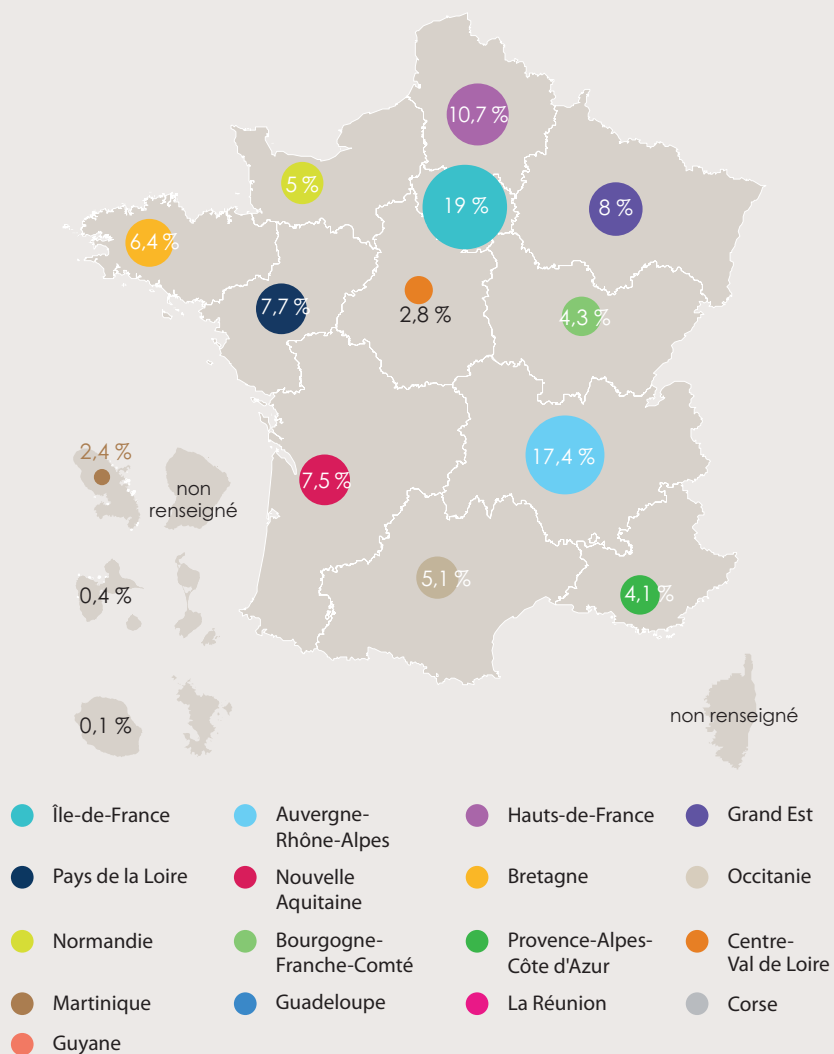 10,7 %
5 %
19 %
8 %
6,4 %
7,7 %
2,8 %
4,3 %
2,4 %
17,4 %
7,5 %
non
renseigné
5,1 %
4,1 %
0,4 %
0,1 %
non renseigné
Île-de-France
Auvergne-
Rhône-Alpes
Hauts-de-France
Grand Est
Pays de la Loire
Nouvelle
Aquitaine
Bretagne
Occitanie
Normandie
Bourgogne-
Franche-Comté
Provence-Alpes-
Côte d'Azur
Centre-
Val de Loire
Martinique
Guadeloupe
La Réunion
Corse
Guyane